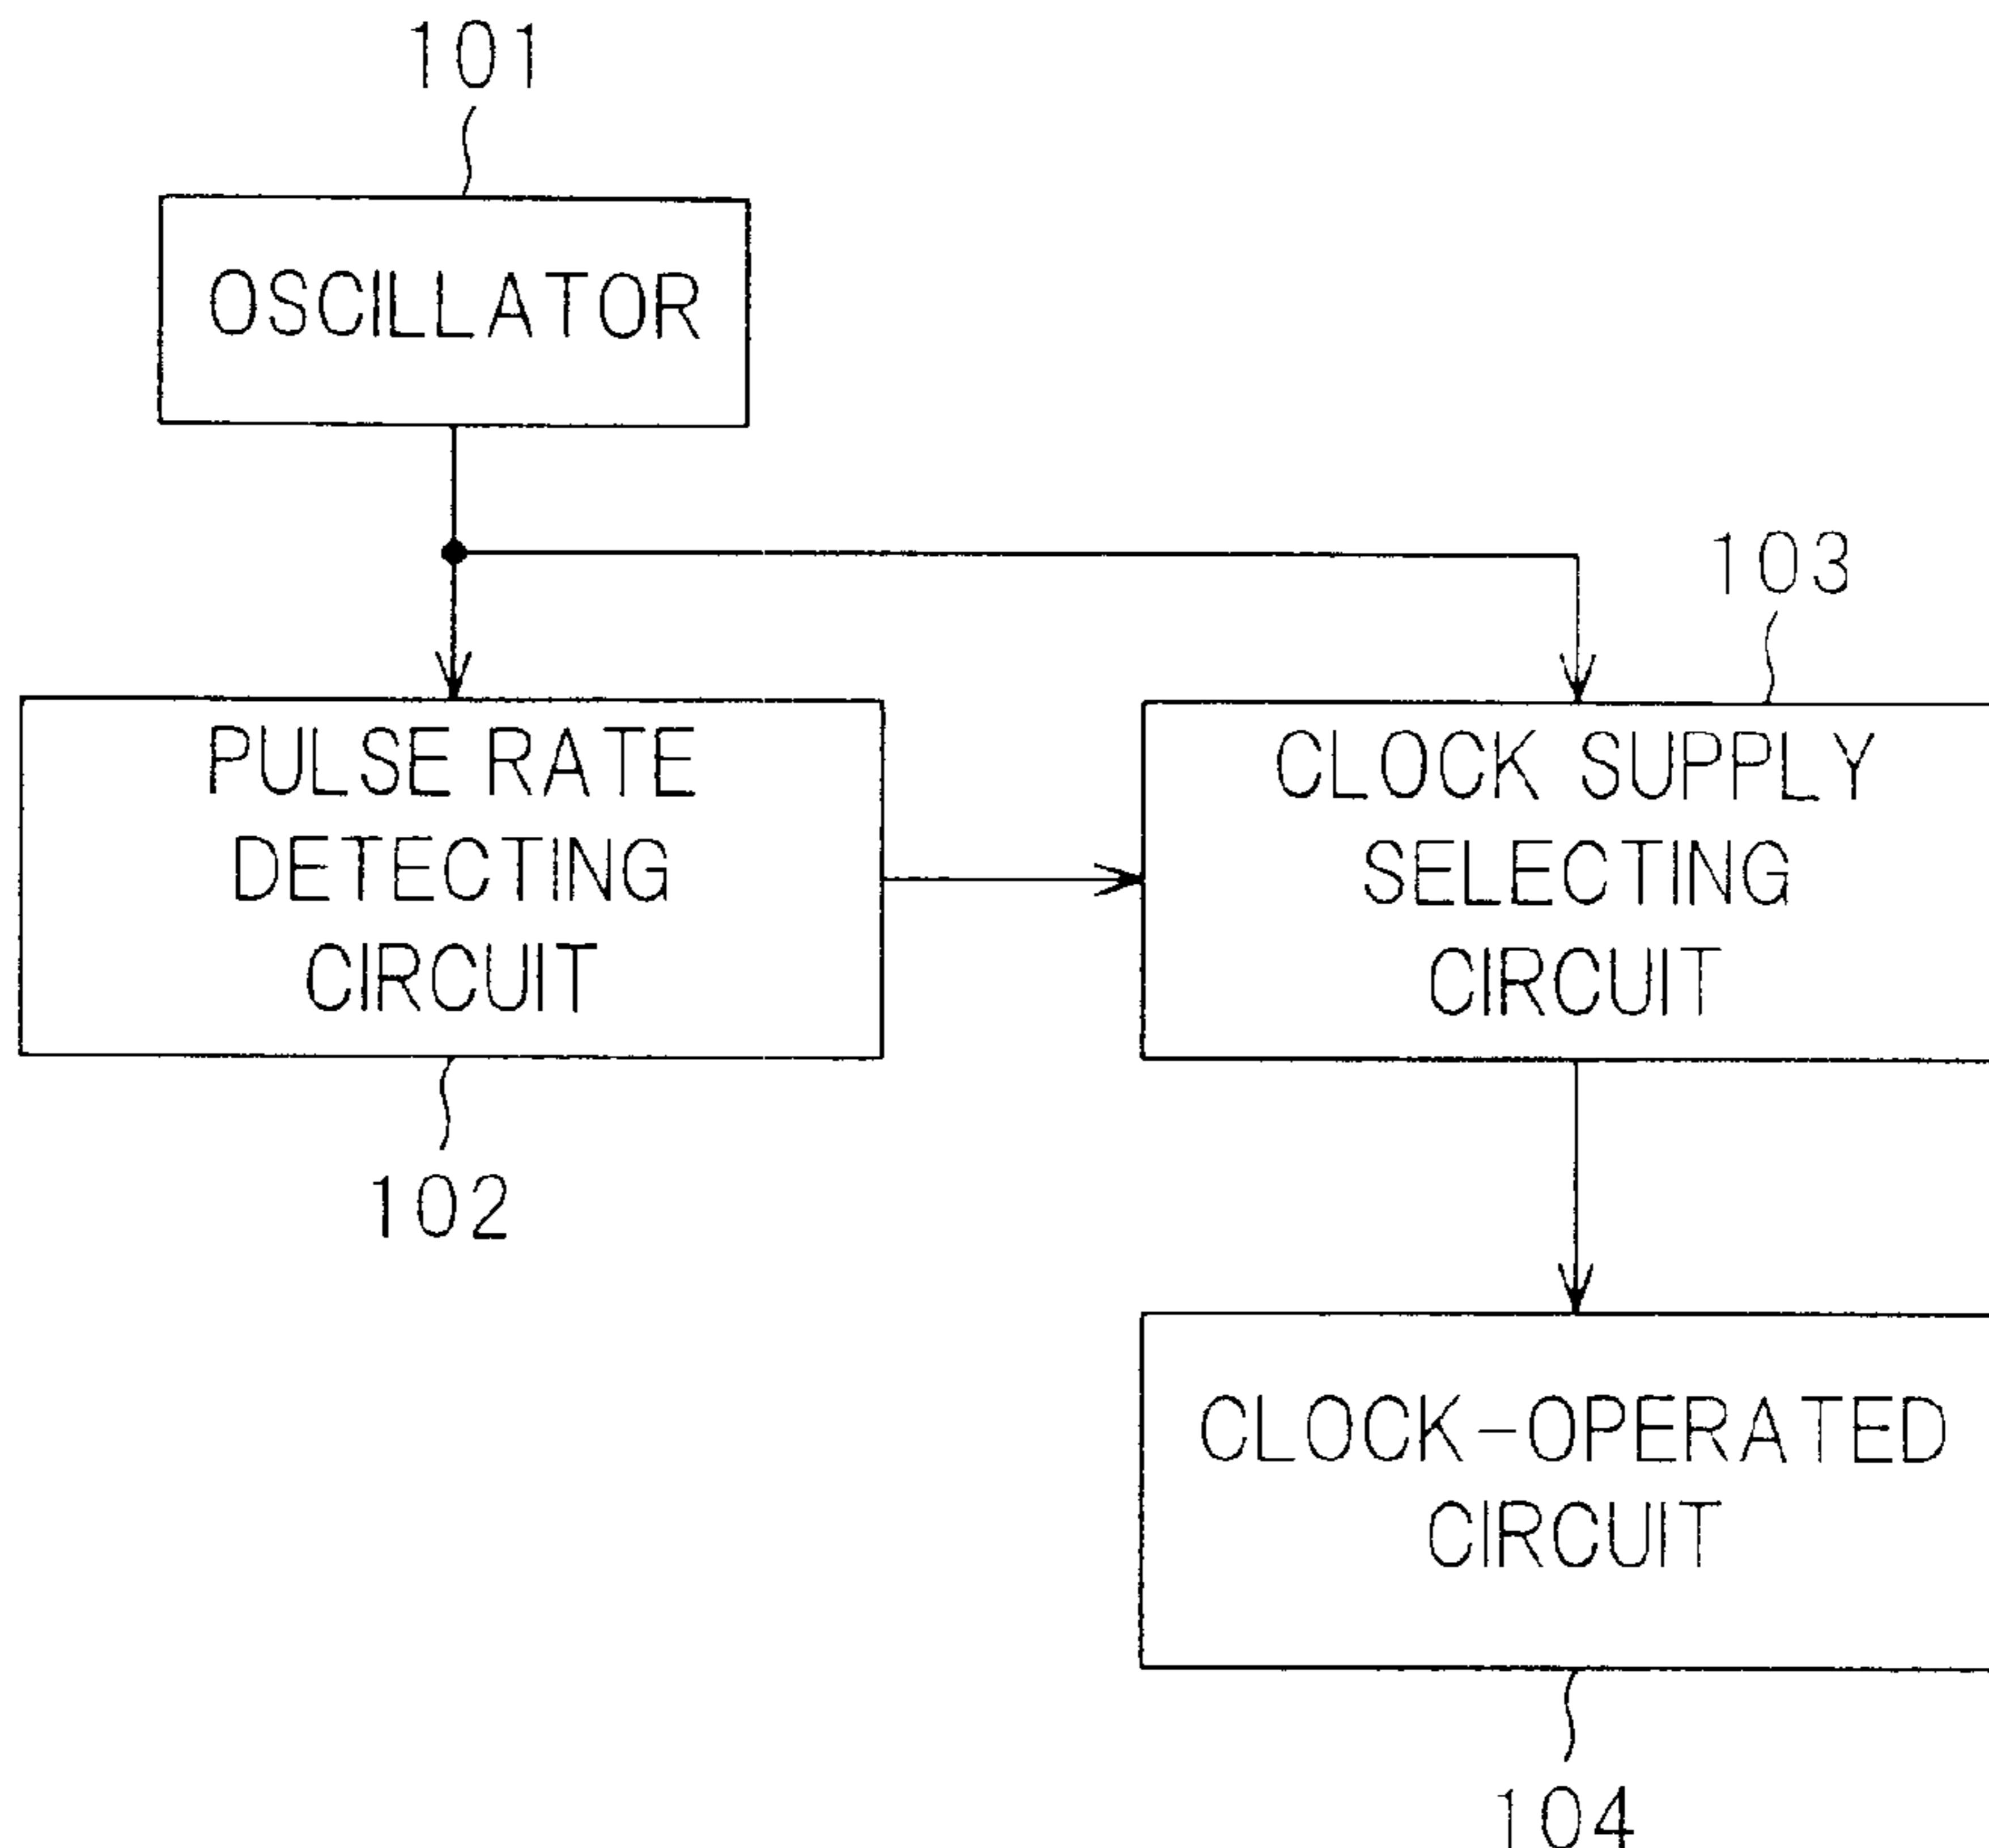 101
OSCILLATOR
103
PULSE RATE
DETECTING
CIRCUIT
CLOCK SUPPLY
SELECTING
CIRCUIT
102
CLOCK-OPERATED
CIRCUIT
104